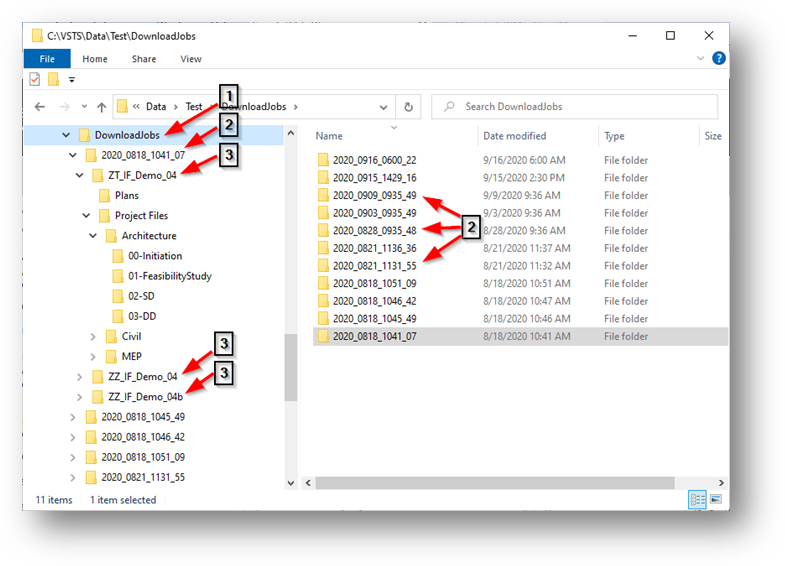 C:\VSTS\Data\Test\DownloadJobs
File Home Share View
« Data > Test > DownloadJobs >
Search DownloadJobs
1
2
3
DownloadJobs
2020_0818_1041_07
ZT_IF_Demo_04
Plans
Project Files
Architecture
00-Initiation
01-FeasibilityStudy
02-SD
03-DD
Civil
MEP
3
ZZ_IF_Demo_04
3
ZZ_IF_Demo_04b
2020_0818_1045_49
2020_0818_1046_42
2020_0818_1051_09
2020_0821_1131_55
Name Date modified Type Size
2020_0916_0600_22 9/16/2020 6:00 AM File folder
2020_0915_1429_16 9/15/2020 2:30 PM File folder
2020_0909_0935_49 9/9/2020 9:36 AM File folder
2020_0903_0935_49 9/3/2020 9:36 AM File folder
2020_0828_0935_48 8/28/2020 9:36 AM File folder
2020_0821_1136_36 8/21/2020 11:37 AM File folder
2020_0821_1131_55 8/21/2020 11:32 AM File folder
2020_0818_1051_09 8/18/2020 10:51 AM File folder
2020_0818_1046_42 8/18/2020 10:47 AM File folder
2020_0818_1045_49 8/18/2020 10:46 AM File folder
2020_0818_1041_07 8/18/2020 10:41 AM File folder
2
11 items 1 item selected